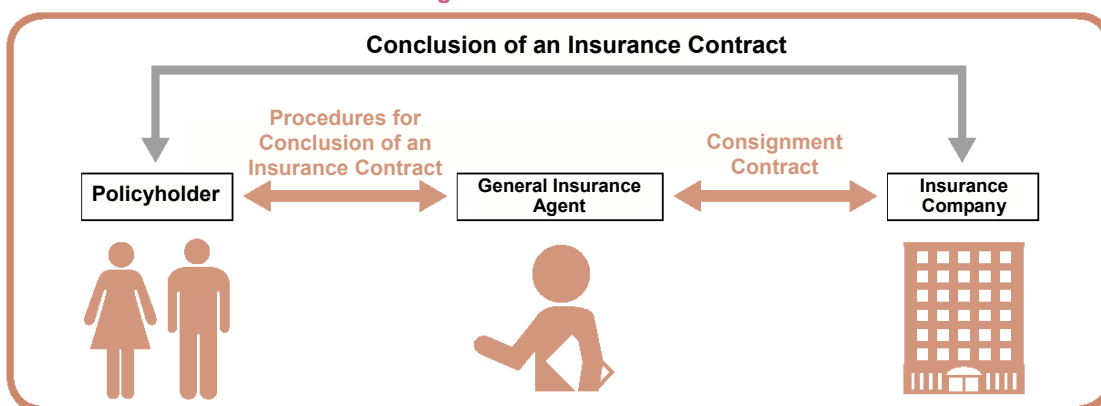 Conclusion of an Insurance Contract
Procedures for
Conclusion of an
Insurance Contract
Consignment
Contract
Policyholder
General Insurance
Agent
Insurance
Company